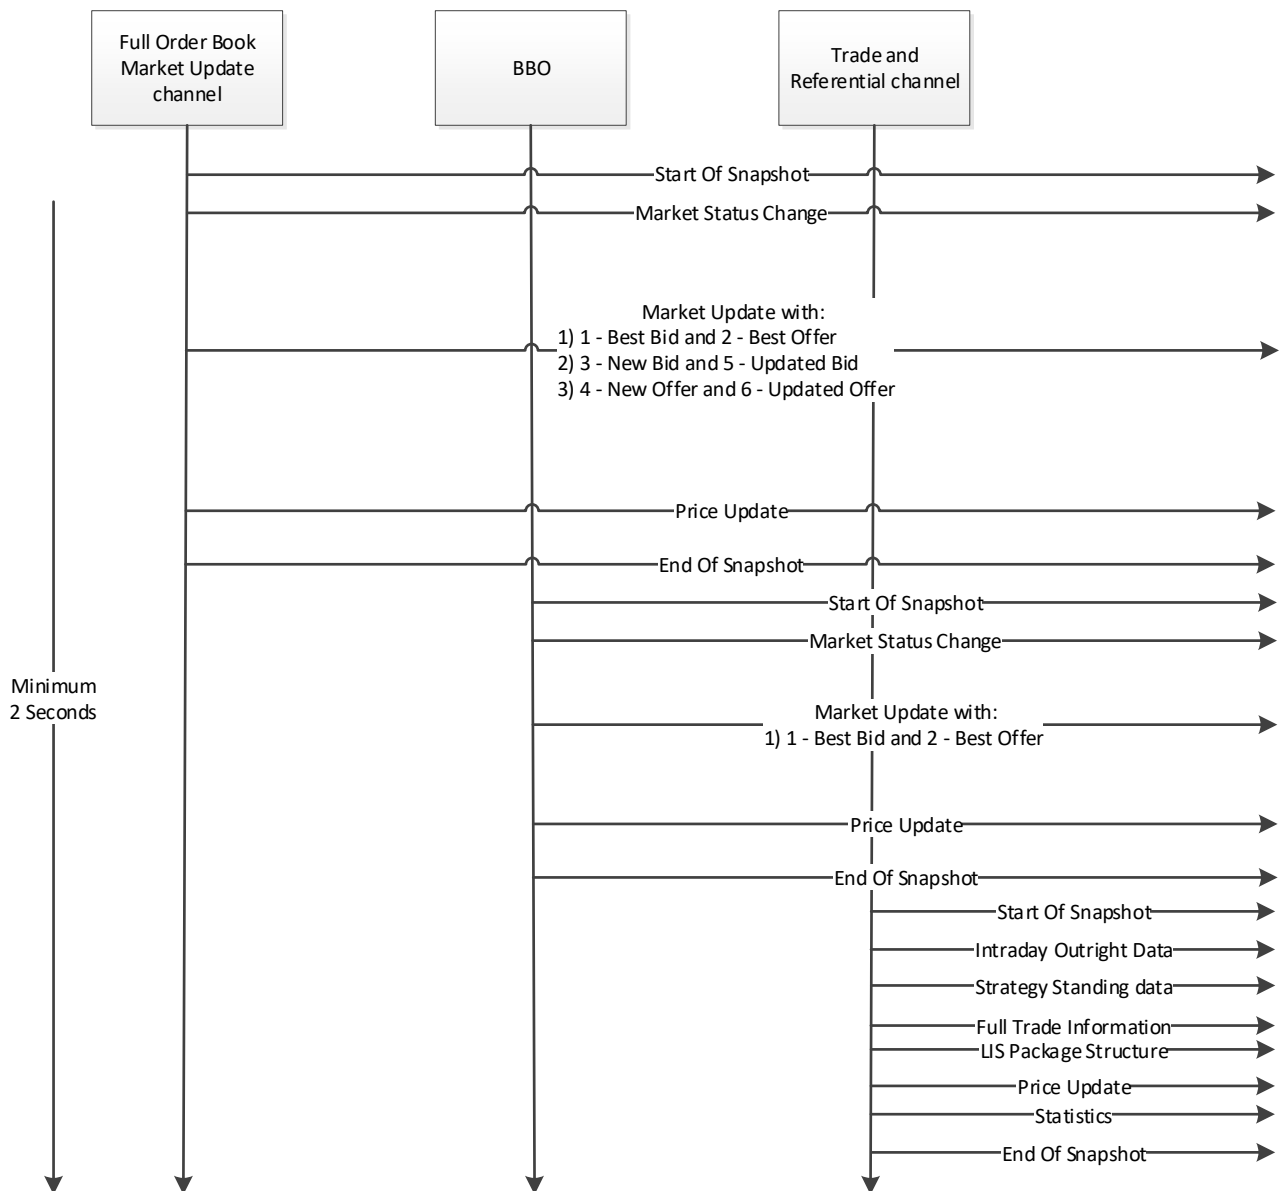 Full Order Book
Market Update
channel
BBO
Trade and
Referential channel
Start Of Snapshot
Market Status Change
Market Update with:
1) 1 - Best Bid and 2 - Best Offer
2) 3 - New Bid and 5 - Updated Bid
3) 4 - New Offer and 6 - Updated Offer
Price Update
End Of Snapshot
Start Of Snapshot
Market Status Change
Minimum
2 Seconds
Market Update with:
1) 1 - Best Bid and 2 - Best Offer
Price Update
End Of Snapshot
Start Of Snapshot
Intraday Outright Data
Strategy Standing data
Full Trade Information
LIS Package Structure
Price Update
Statistics
End Of Snapshot